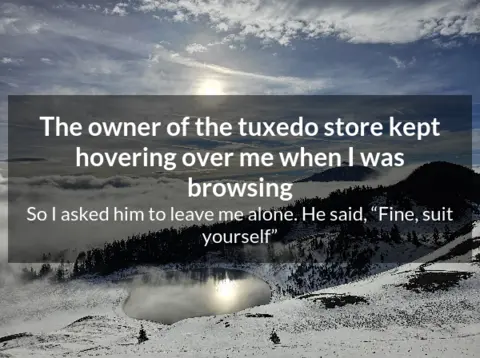 The owner of the tuxedo store kept
hovering over me when I was
browsing
So I asked him to leave me alone. He said, “Fine, suit
yourself”